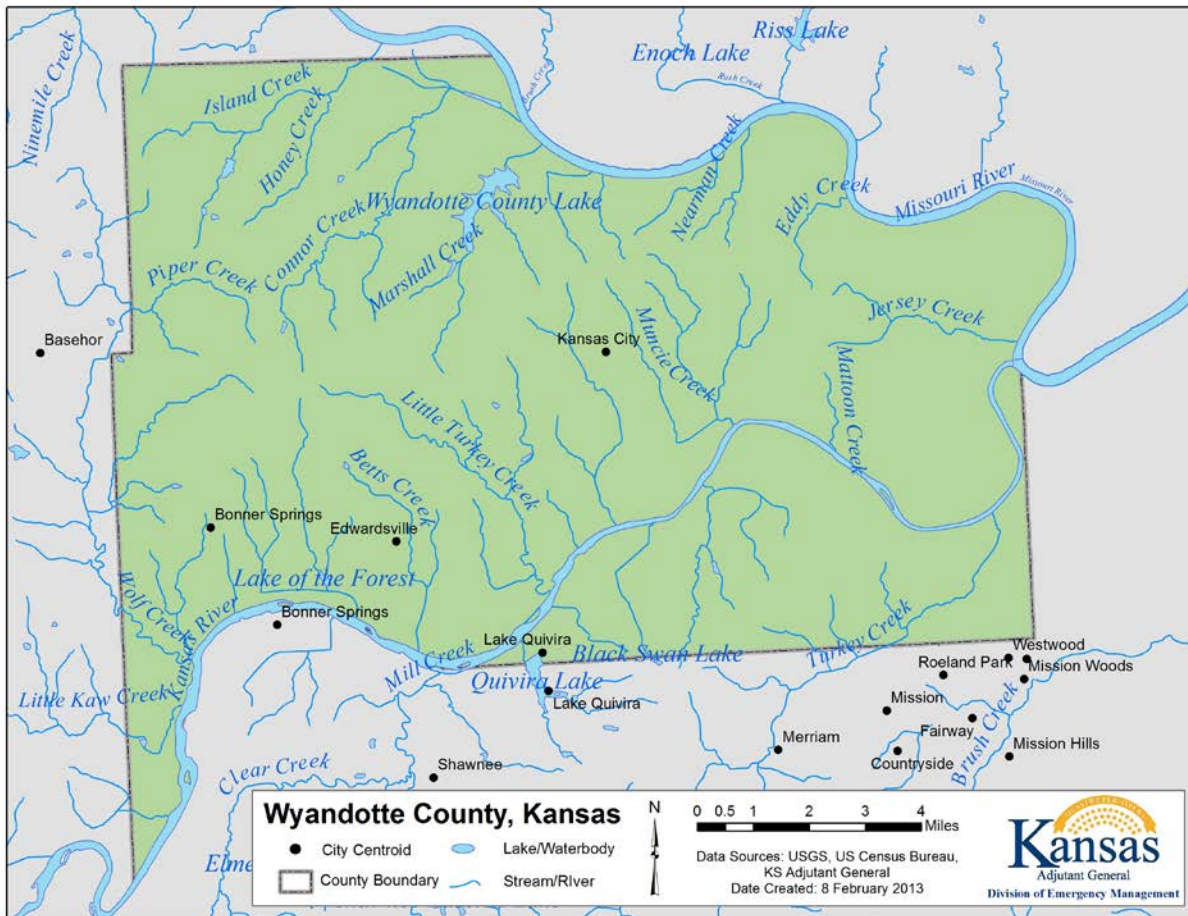 Riss Lake
Enoch Lake
Ninemile Creek
Rush Creek
Brush Creek
Island Creek
Honey Creek
Nearman Creek
Eddy Creek
Missouri River
Missouri River
Wyandotte County Lake
Connor Creek
Marshall Creek
Piper Creek
Jersey Creek
Basehor
Kansas City
Muncie Creek
Mattoon Creek
Little Turkey Creek
Betts Creek
Bonner Springs
Edwardsville
Lake of the Forest
Wolf Creek
Kansas River
Bonner Springs
Lake Quivira
Black Swan Lake
Turkey Creek
Westwood
Roeland Park
Mission Woods
Mill Creek
Quivira Lake
Lake Quivira
Little Kaw Creek
Mission
Fairway
Brush Creek
Merriam
Countryside
Mission Hills
Clear Creek
Shawnee
Wyandotte County, Kansas
City Centroid
Lake/Waterbody
County Boundary
Stream/RIver
N
0 0.5 1 2 3 4
Miles
Data Sources: USGS, US Census Bureau,
KS Adjutant General
Date Created: 8 February 2013
Kansas
Adjutant General
Division of Emergency Management